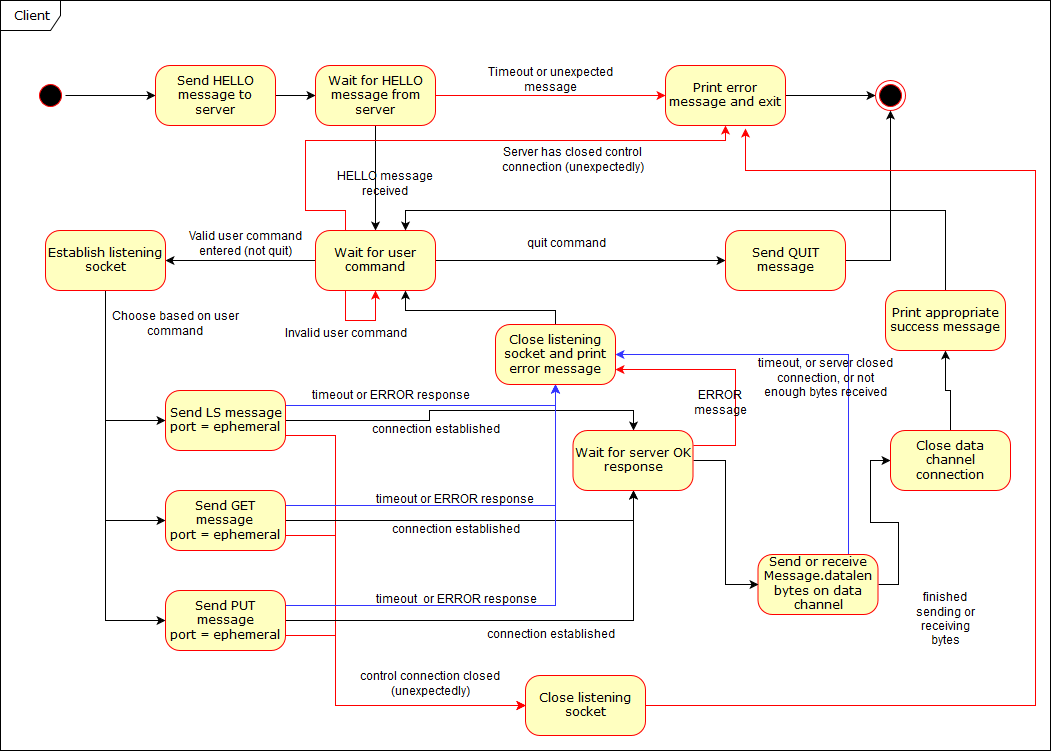 Client
Send HELLO
message to
server
Wait for HELLO
message from
server
Timeout or unexpected
message
Print error
message and exit
Server has closed control
connection (unexpectedly)
HELLO message
received
Establish listening
socket
Valid user command
entered (not quit)
Wait for user
command
quit command
Send QUIT
message
Choose based on user
command
Invalid user command
Close listening
socket and print
error message
Print appropriate
success message
timeout, or server closed
connection, or not
enough bytes received
Send LS message
port = ephemeral
timeout or ERROR response
connection established
ERROR
message
Wait for server OK
response
Close data
channel
connection
Send GET
message
port = ephemeral
timeout or ERROR response
connection established
Send or receive
Message.datalen
bytes on data
channel
Send PUT
message
port = ephemeral
timeout  or ERROR response
connection established
finished
sending or
receiving
bytes
control connection closed
(unexpectedly)
Close listening
socket